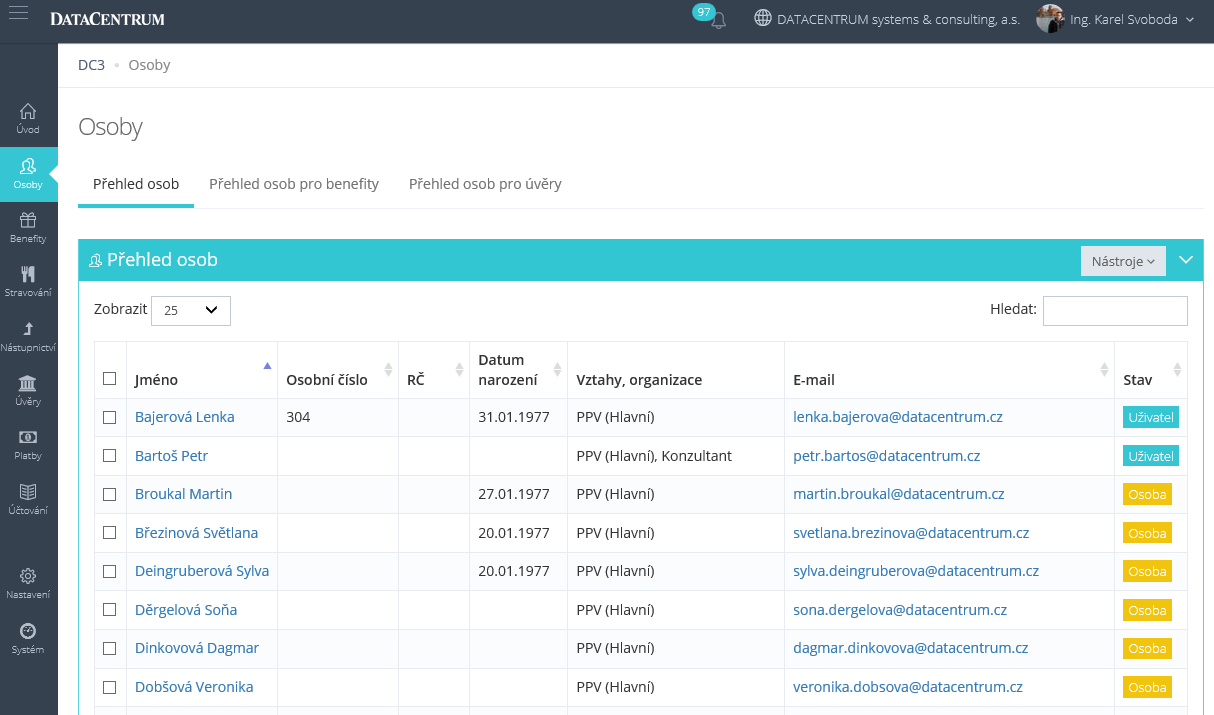 DATACENTRUM
97
DATACENTRUM systems & consulting, a.s.
Ing. Karel Svoboda
DC3 • Osoby
Úvod
Osoby
Benefity
Stravování
Nástupnictví
Úvěry
Platby
Účtování
Nastavení
Systém
Osoby
Přehled osob Přehled osob pro benefity Přehled osob pro úvěry
Přehled osob
Nástroje
Zobrazit 25
Hledat:
Jméno Osobní číslo RČ Datum narození Vztahy, organizace E-mail Stav
Bajerová Lenka 304 31.01.1977 PPV (Hlavní) lenka.bajerova@datacentrum.cz Uživatel
Bartoš Petr PPV (Hlavní), Konzultant petr.bartos@datacentrum.cz Uživatel
Broukal Martin 27.01.1977 PPV (Hlavní) martin.broukal@datacentrum.cz Osoba
Březinová Světlana 20.01.1977 PPV (Hlavní) svetlana.brezinova@datacentrum.cz Osoba
Deingruberová Sylva 20.01.1977 PPV (Hlavní) sylva.deingruberova@datacentrum.cz Osoba
Děrgelová Soňa PPV (Hlavní) sona.dergelova@datacentrum.cz Osoba
Dinkovová Dagmar PPV (Hlavní) dagmar.dinkovova@datacentrum.cz Osoba
Dobšová Veronika PPV (Hlavní) veronika.dobsova@datacentrum.cz Osoba